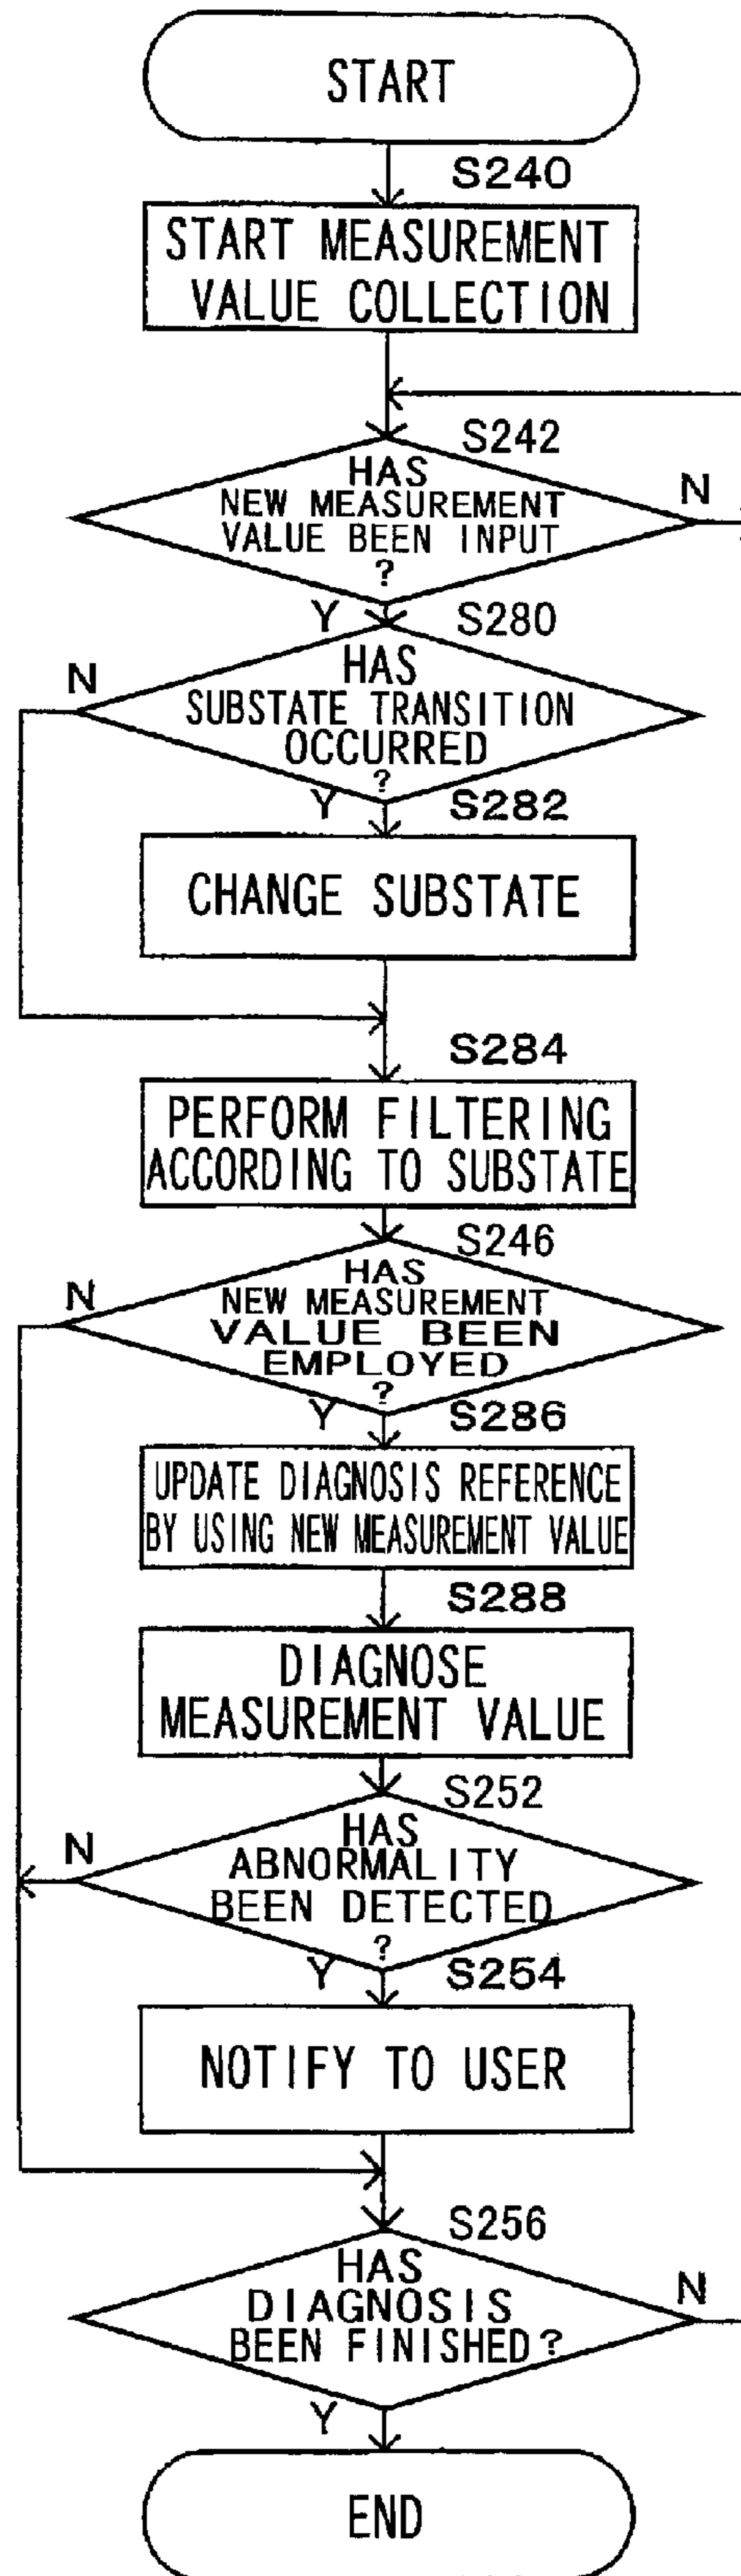 START
S240
START MEASUREMENT
VALUE COLLECTION
S242
HAS
NEW MEASUREMENT
VALUE BEEN INPUT
?
N
Y
S280
HAS
SUBSTATE TRANSITION
OCCURRED
?
N
Y
S282
CHANGE SUBSTATE
S284
PERFORM FILTERING
ACCORDING TO SUBSTATE
S246
HAS
NEW MEASUREMENT
VALUE BEEN
EMPLOYED
?
N
Y
S286
UPDATE DIAGNOSIS REFERENCE
BY USING NEW MEASUREMENT VALUE
S288
DIAGNOSE
MEASUREMENT VALUE
S252
HAS
ABNORMALITY
BEEN DETECTED
?
N
Y
S254
NOTIFY TO USER
S256
HAS
DIAGNOSIS
BEEN FINISHED?
N
Y
END